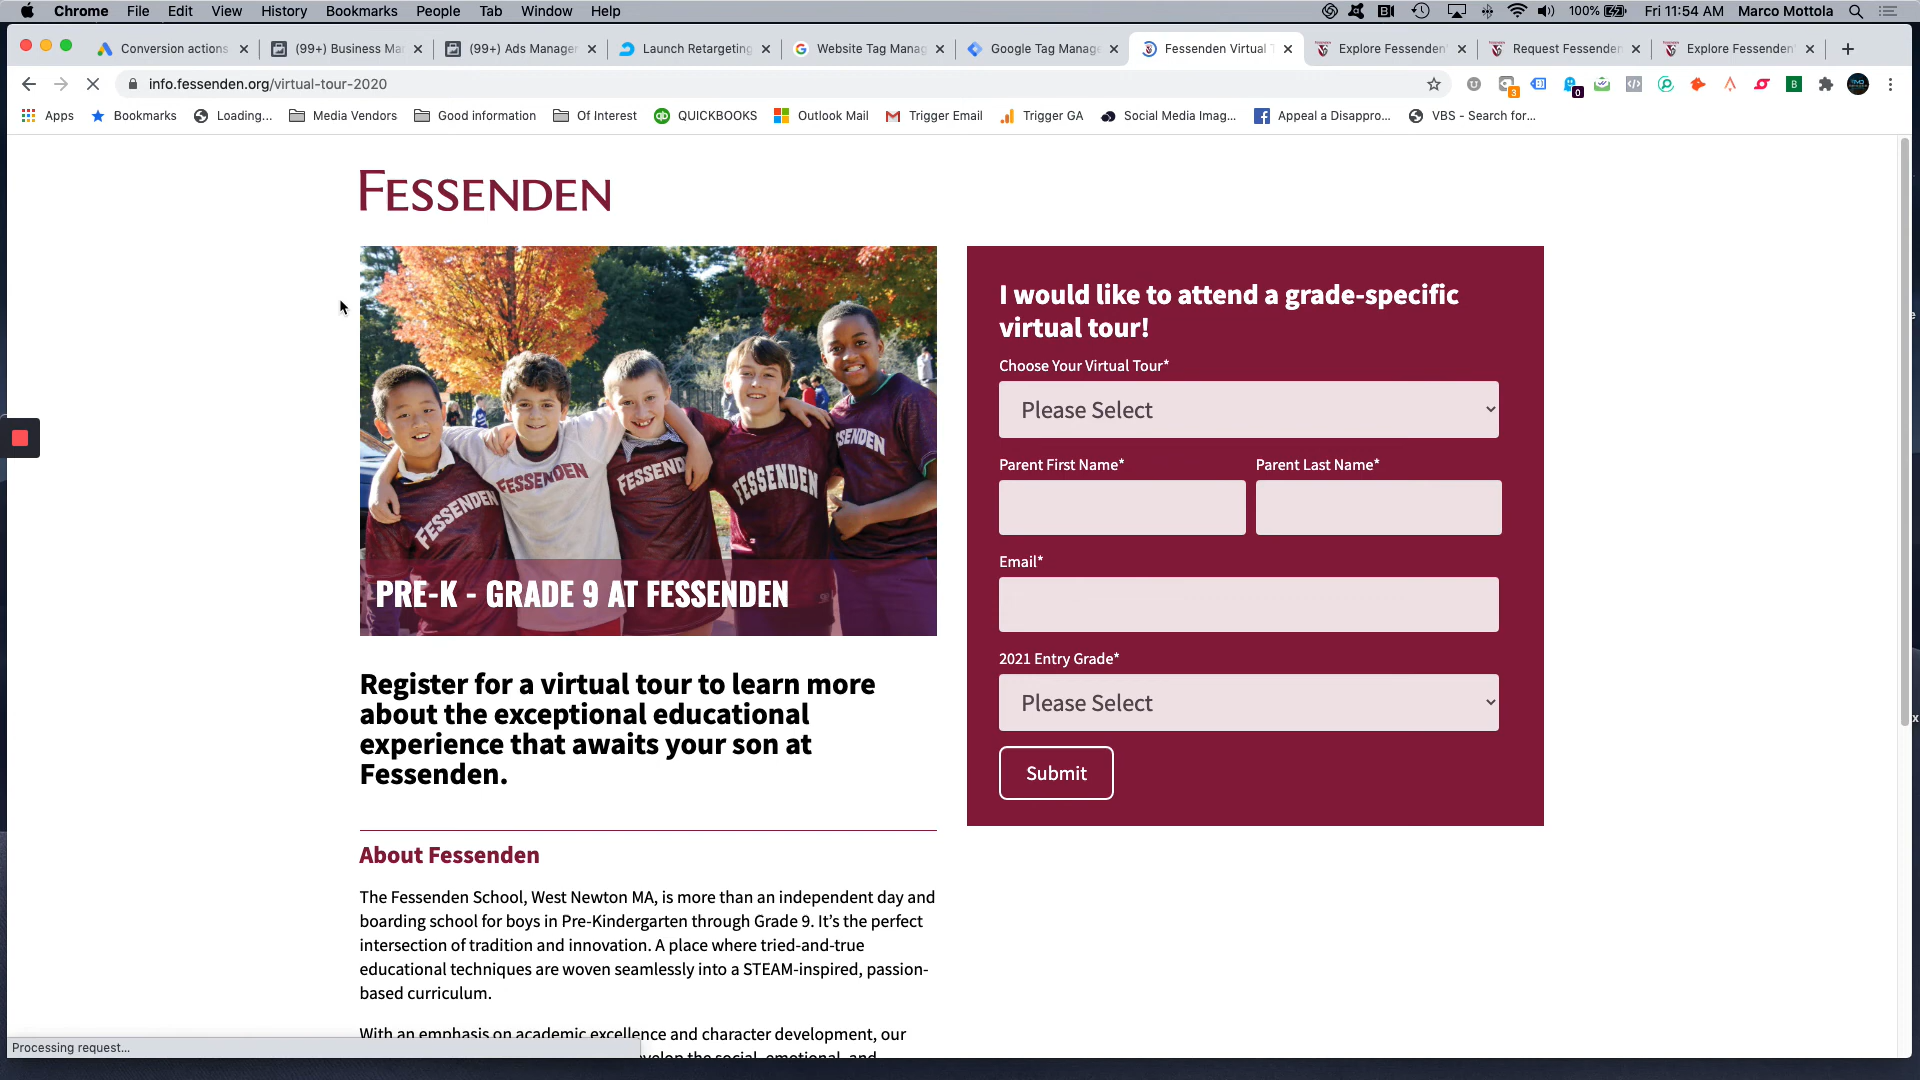 Chrome File Edit View History Bookmarks People Tab Window Help 100% Fri 11:54 AM Marco Mottola
Conversion actions (99+) Business Ma (99+) Ads Manager Launch Retargeting Website Tag Manag Google Tag Manage Fessenden Virtual T Explore Fessenden' Request Fessenden Explore Fessenden'
info.fessenden.org/virtual-tour-2020 3 0
Apps Bookmarks Loading... Media Vendors Good information Of Interest QUICKBOOKS Outlook Mail Trigger Email Trigger GA Social Media Imag... Appeal a Disappro... VBS - Search for...
FESSENDEN
FESSENDEN
FESSENDEN
FESSEND
FESSENDEN
SSENDEN
PRE-K - GRADE 9 AT FESSENDEN
Register for a virtual tour to learn more
about the exceptional educational
experience that awaits your son at
Fessenden.
About Fessenden
The Fessenden School, West Newton MA, is more than an independent day and
boarding school for boys in Pre-Kindergarten through Grade 9. It's the perfect
intersection of tradition and innovation. A place where tried-and-true
educational techniques are woven seamlessly into a STEAM-inspired, passion-
based curriculum.
With an emphasis on academic excellence and character development, our
I would like to attend a grade-specific
virtual tour!
Choose Your Virtual Tour*
Please Select
Parent First Name* Parent Last Name*
Email*
2021 Entry Grade*
Please Select
Submit
Processing request...